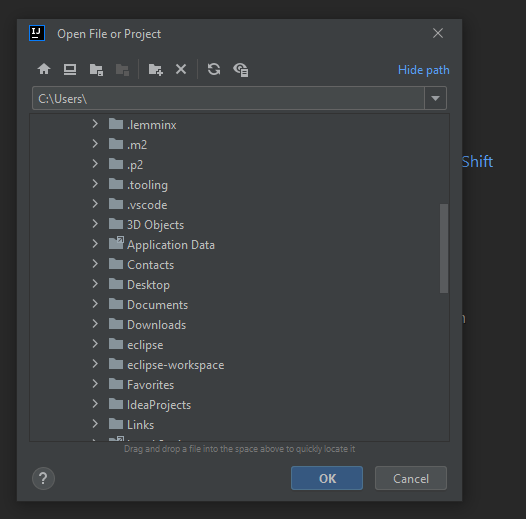 IJ
Open File or Project
Hide path
C:\Users\
.lemminx
.m2
.p2
.tooling
.vscode
Shift
3D Objects
Application Data
Contacts
Desktop
Documents
Downloads
eclipse
eclipse-workspace
Favorites
IdeaProjects
Links
Drag and drop a file into the space above to quickly locate it
?
OK
Cancel